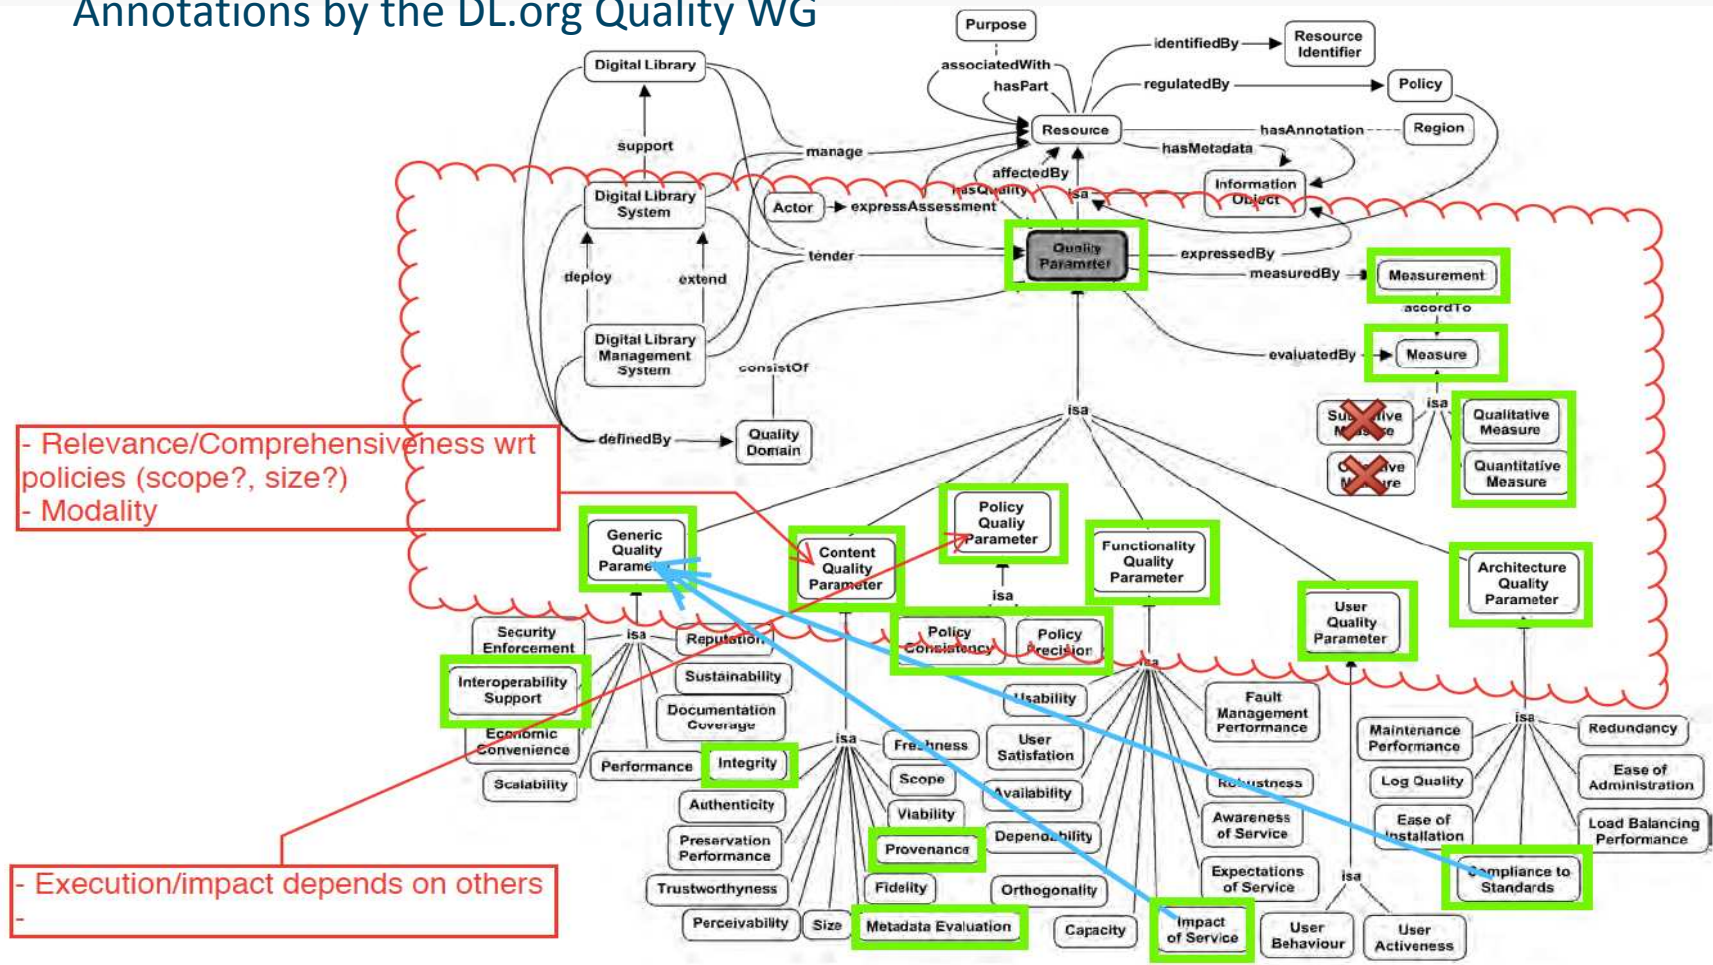 Annotations by the DL.org Quality WG
Purpose
identifiedBy
Resource
Identifier
associatedWith
hasPart
regulatedBy
Policy
Digital Library
Resource
hasAnnotation
Region
hasMetadata
support
manage
affectedBy
hasQuality
isa
Information
Object
Digital Library
System
Actor
expressAssessment
Quality
Parameter
expressedBy
tender
measuredBy
Measurement
deploy
extend
accordTo
Digital Library
Management
System
consistOf
evaluatedBy
Measure
isa
isa
Qualitative
Measure
Quantitative
Measure
definedBy
Quality
Domain
- Relevance/Comprehensiveness wrt
policies (scope?, size?)
- Modality
Generic
Quality
Content
Quality
Parameter
Policy
Qualiy
Parameter
Functionality
Quality
Parameter
User
Quality
Parameter
Architecture
Quality
Parameter
isa
Policy
Consistency
Policy
Precision
isa
Security
Enforcement
Reputation
Interoperability
Support
Sustainability
Documentation
Coverage
Economic
Convenience
Performance
Scalability
isa
Integrity
Freshness
Scope
Authenticity
Viability
Preservation
Performance
Provenance
Trustworthyness
Fidelity
Perceivability
Size
Metadata Evaluation
isa
Usability
Fault
Management
Performance
User
Satisfation
Availability
Robustness
Dependability
Awareness
of Service
Orthogonality
Expectations
of Service
Capacity
Impact
of Service
isa
User
Behaviour
User
Activeness
isa
Maintenance
Performance
Redundancy
Log Quality
Ease of
Administration
Ease of
Installation
Load Balancing
Performance
Compliance to
Standards
- Execution/impact depends on others
-